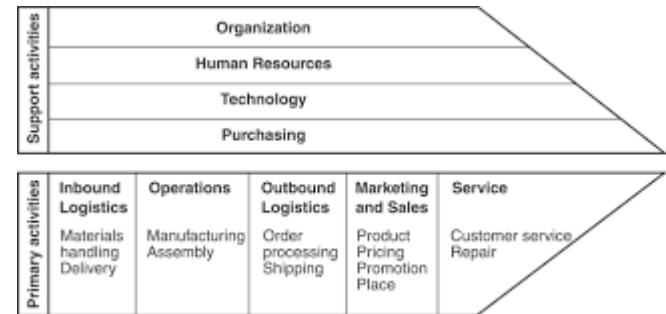 Support activities
Organization
Human Resources
Technology
Purchasing
Primary activities
Inbound
Logistics
Materials
handling
Delivery
Operations
Manufacturing
Assembly
Outbound
Logistics
Order
processing
Shipping
Marketing
and Sales
Product
Pricing
Promotion
Place
Service
Customer service
Repair